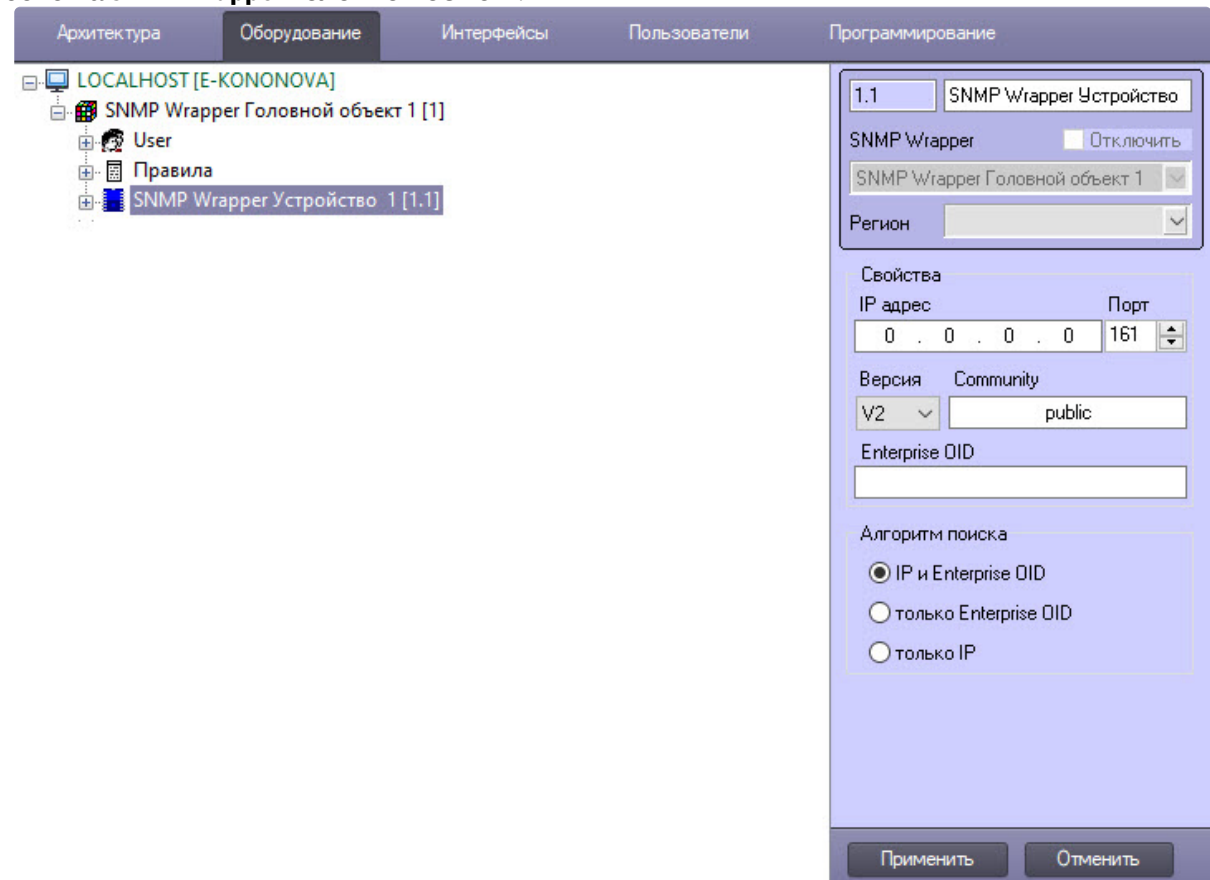 Архитектура Оборудование Интерфейсы Пользователи Программирование
LOCALHOST [E-KONONOVA]
SNMP Wrapper Головной объект 1 [1]
User
Правила
SNMP Wrapper Устройство 1 [1.1]
1.1 SNMP Wrapper Устройство
SNMP Wrapper Отключить
SNMP Wrapper Головной объект 1
Регион
Свойства
IP адрес Порт
0 . 0 . 0 . 0 161
Версия Community
V2 public
Enterprise OID
Алгоритм поиска
IP и Enterprise OID
только Enterprise OID
только IP
Применить Отменить